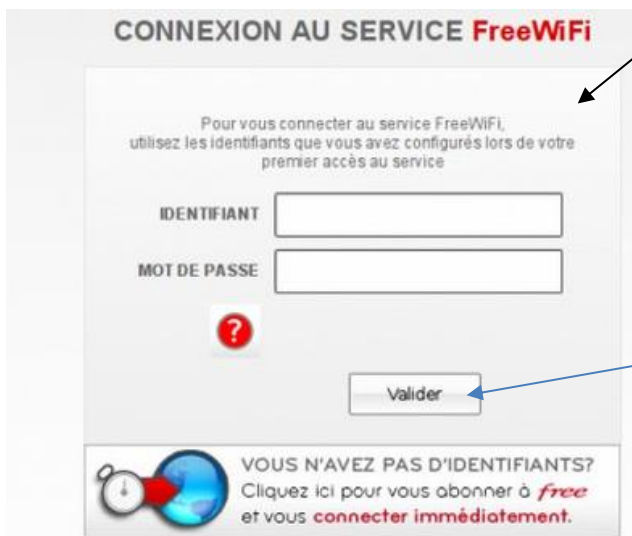 CONNEXION AU SERVICE FreeWiFi
Pour vous connecter au service FreeWiFi,
utilisez les identifiants que vous avez configurés lors de votre
premier accès au service
IDENTIFIANT
MOT DE PASSE
?
Valider
VOUS N'AVEZ PAS D'IDENTIFIANTS?
Cliquez ici pour vous abonner à free
et vous connecter immédiatement.